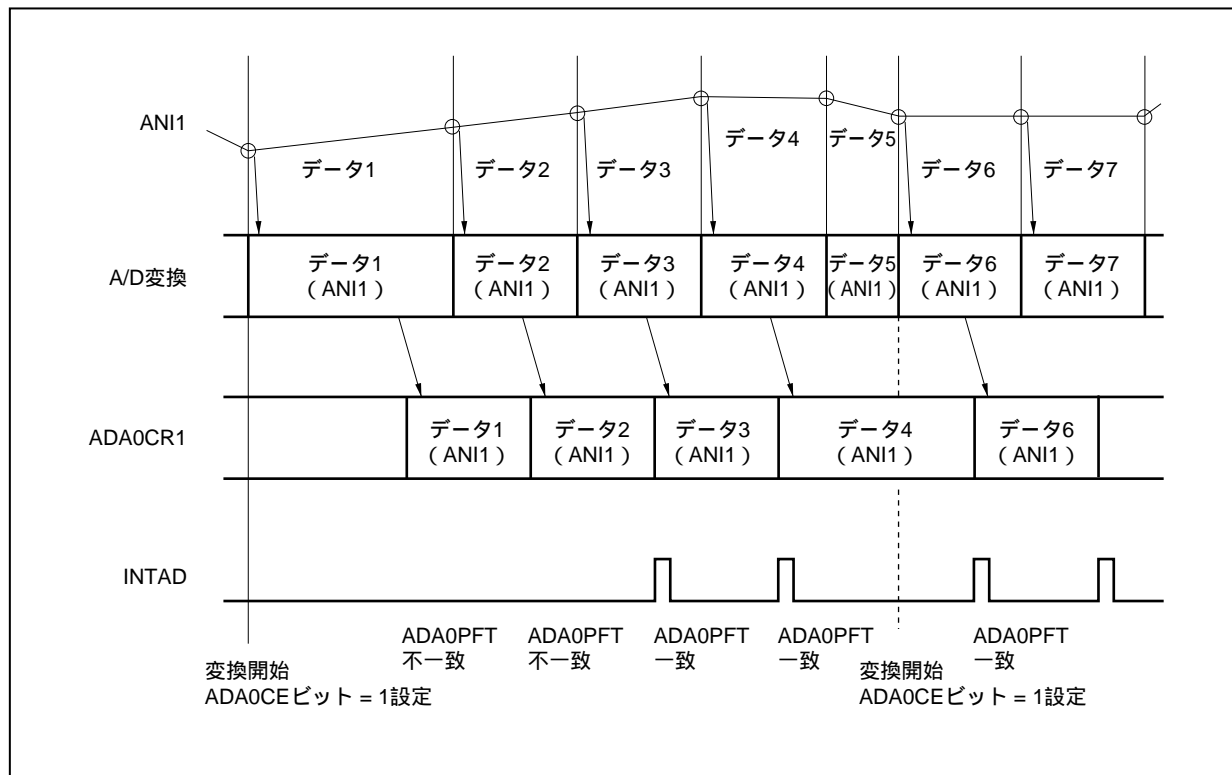 ANI1
データ1
データ2
データ3
データ4
データ5
データ6
データ7
A/D変換
データ1
(ANI1)
データ2
(ANI1)
データ3
(ANI1)
データ4
(ANI1)
データ5
(ANI1)
データ6
(ANI1)
データ7
(ANI1)
ADA0CR1
データ1
(ANI1)
データ2
(ANI1)
データ3
(ANI1)
データ4
(ANI1)
データ6
(ANI1)
INTAD
ADA0PFT
不一致
ADA0PFT
不一致
ADA0PFT
一致
ADA0PFT
一致
ADA0PFT
一致
変換開始
ADA0CEビット = 1設定
変換開始
ADA0CEビット = 1設定